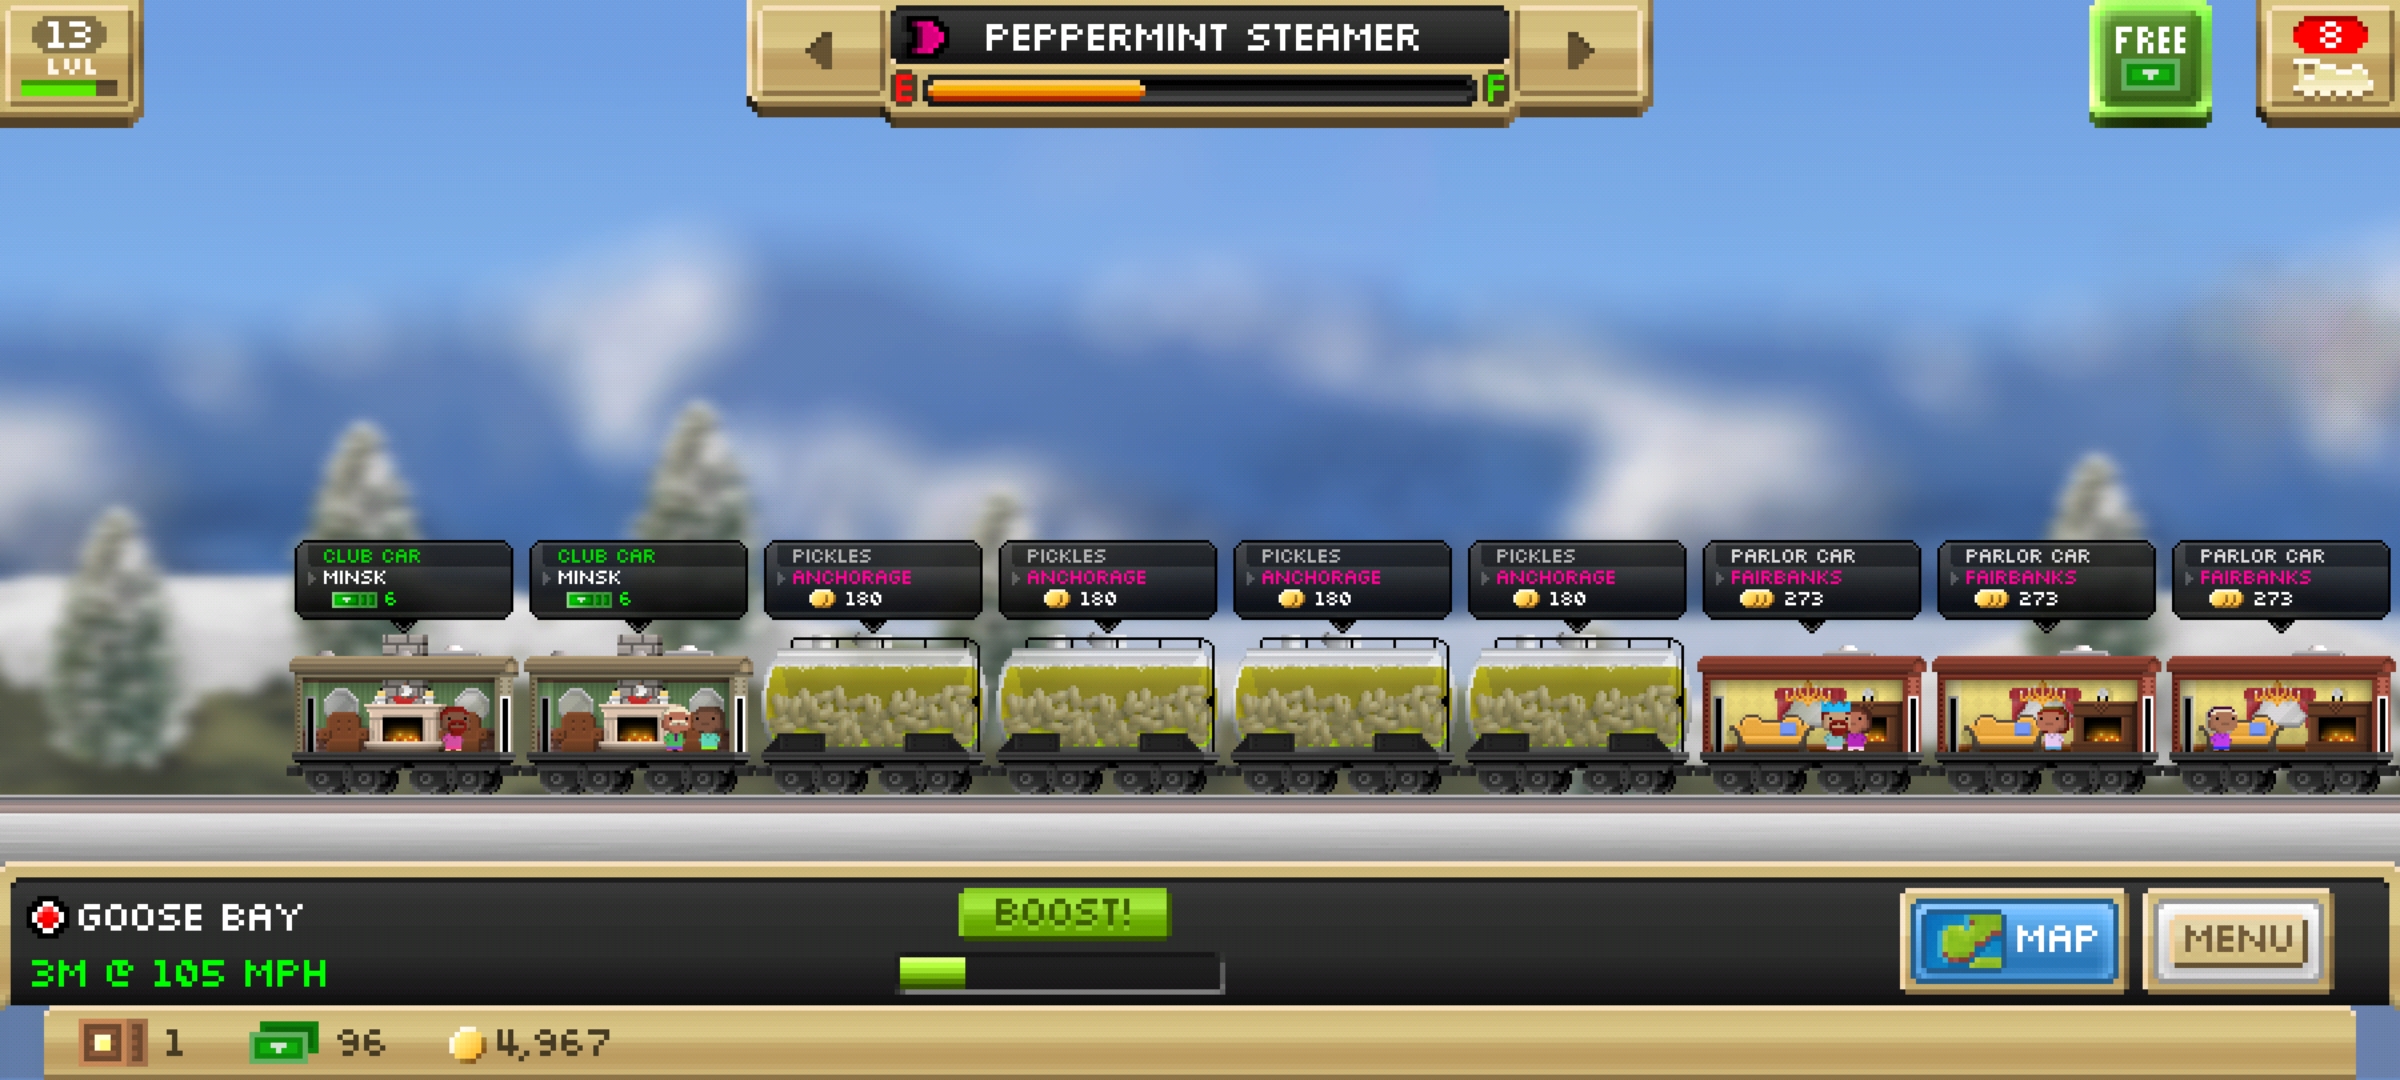 13
LVL
PEPPERMINT STEAMER
E F
FREE
8
CLUB CAR
MINSK
6
CLUB CAR
MINSK
6
PICKLES
ANCHORAGE
180
PICKLES
ANCHORAGE
180
PICKLES
ANCHORAGE
180
PICKLES
ANCHORAGE
180
PARLOR CAR
FAIRBANKS
273
PARLOR CAR
FAIRBANKS
273
PARLOR CAR
FAIRBANKS
273
GOOSE BAY
3M @ 105 MPH
BOOST!
MAP
MENU
1
96
4,967